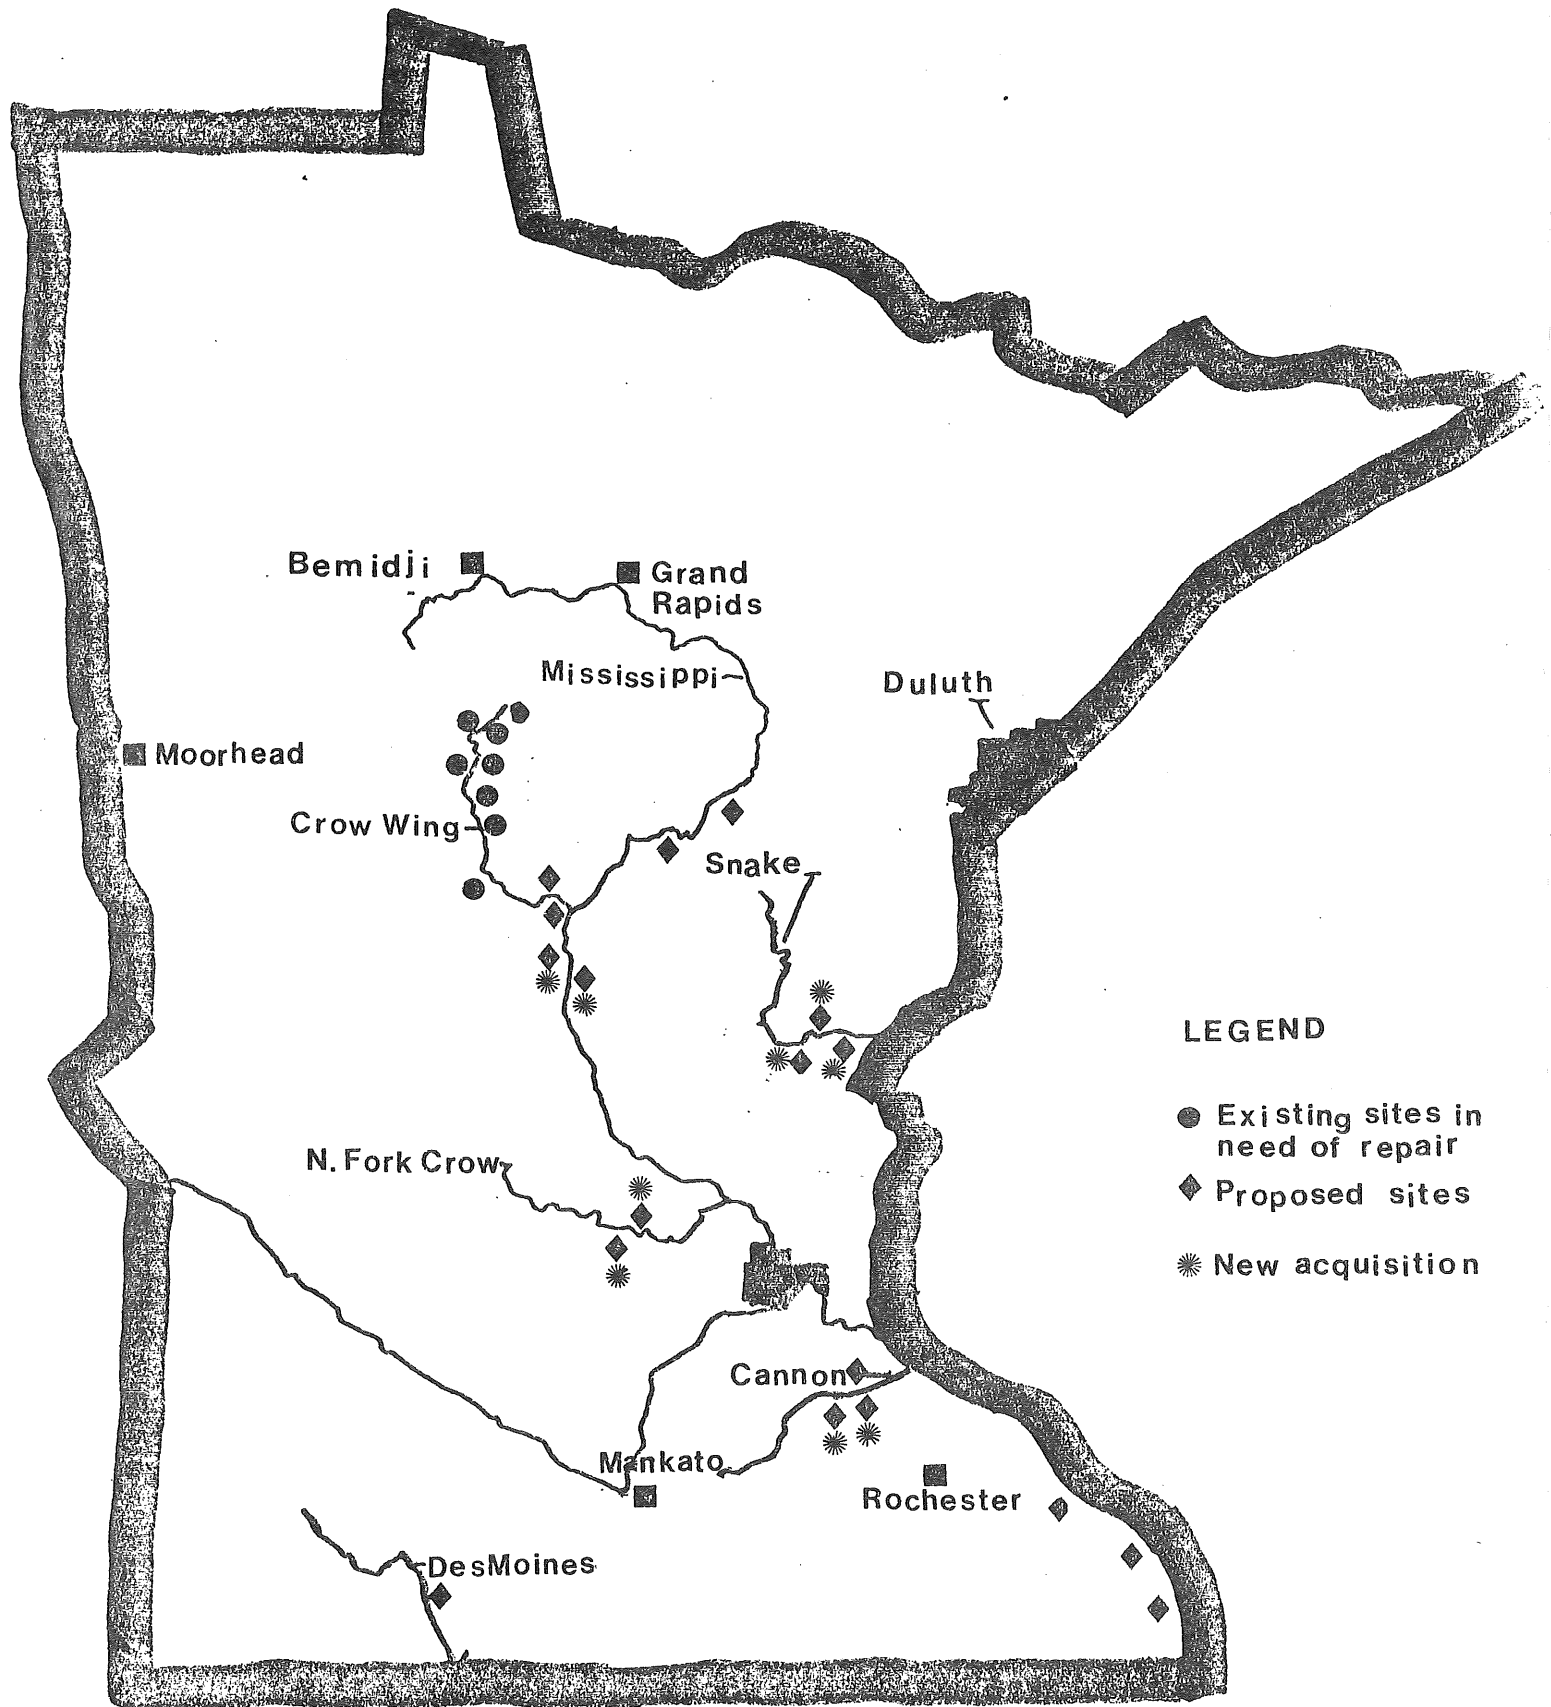 Bemidji
Grand
Rapids
Mississippi
Duluth
Moorhead
Crow Wing
Snake
LEGEND
Existing sites in
need of repair
N. Fork Crow
Proposed sites
New acquisition
Cannon
Mankato
Rochester
DesMoines